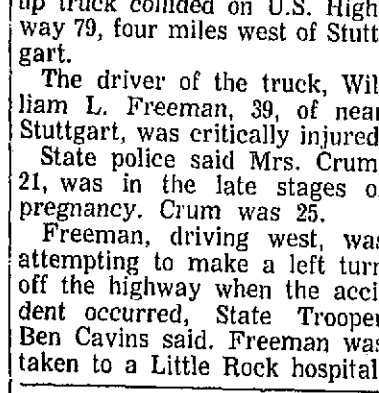 up truck collided on U.S. High-
way 79, four miles west of Stutt
gart.
The driver of the truck, Wil
liam L. Freeman, 39, of near
Stuttgart, was critically injured
State police said Mrs. Crum
21, was in the late stages o
pregnancy. Crum was 25.
Freeman, driving west, was
attempting to make a left turn
off the highway when the acci
dent occurred, State Trooper
Ben Cavins said. Freeman was
taken to a Little Rock hospital